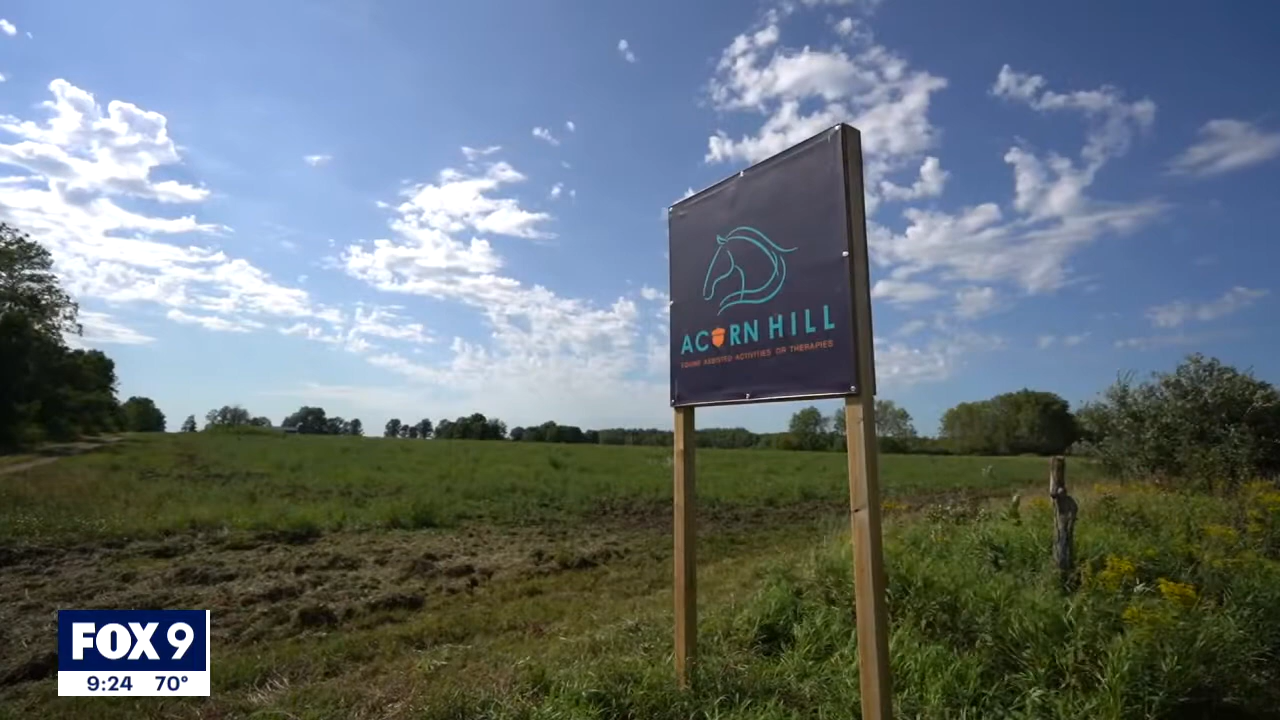 ACORN HILL
EQUINE ASSISTED ACTIVITIES OR THERAPIES
FOX 9
9:24 70°